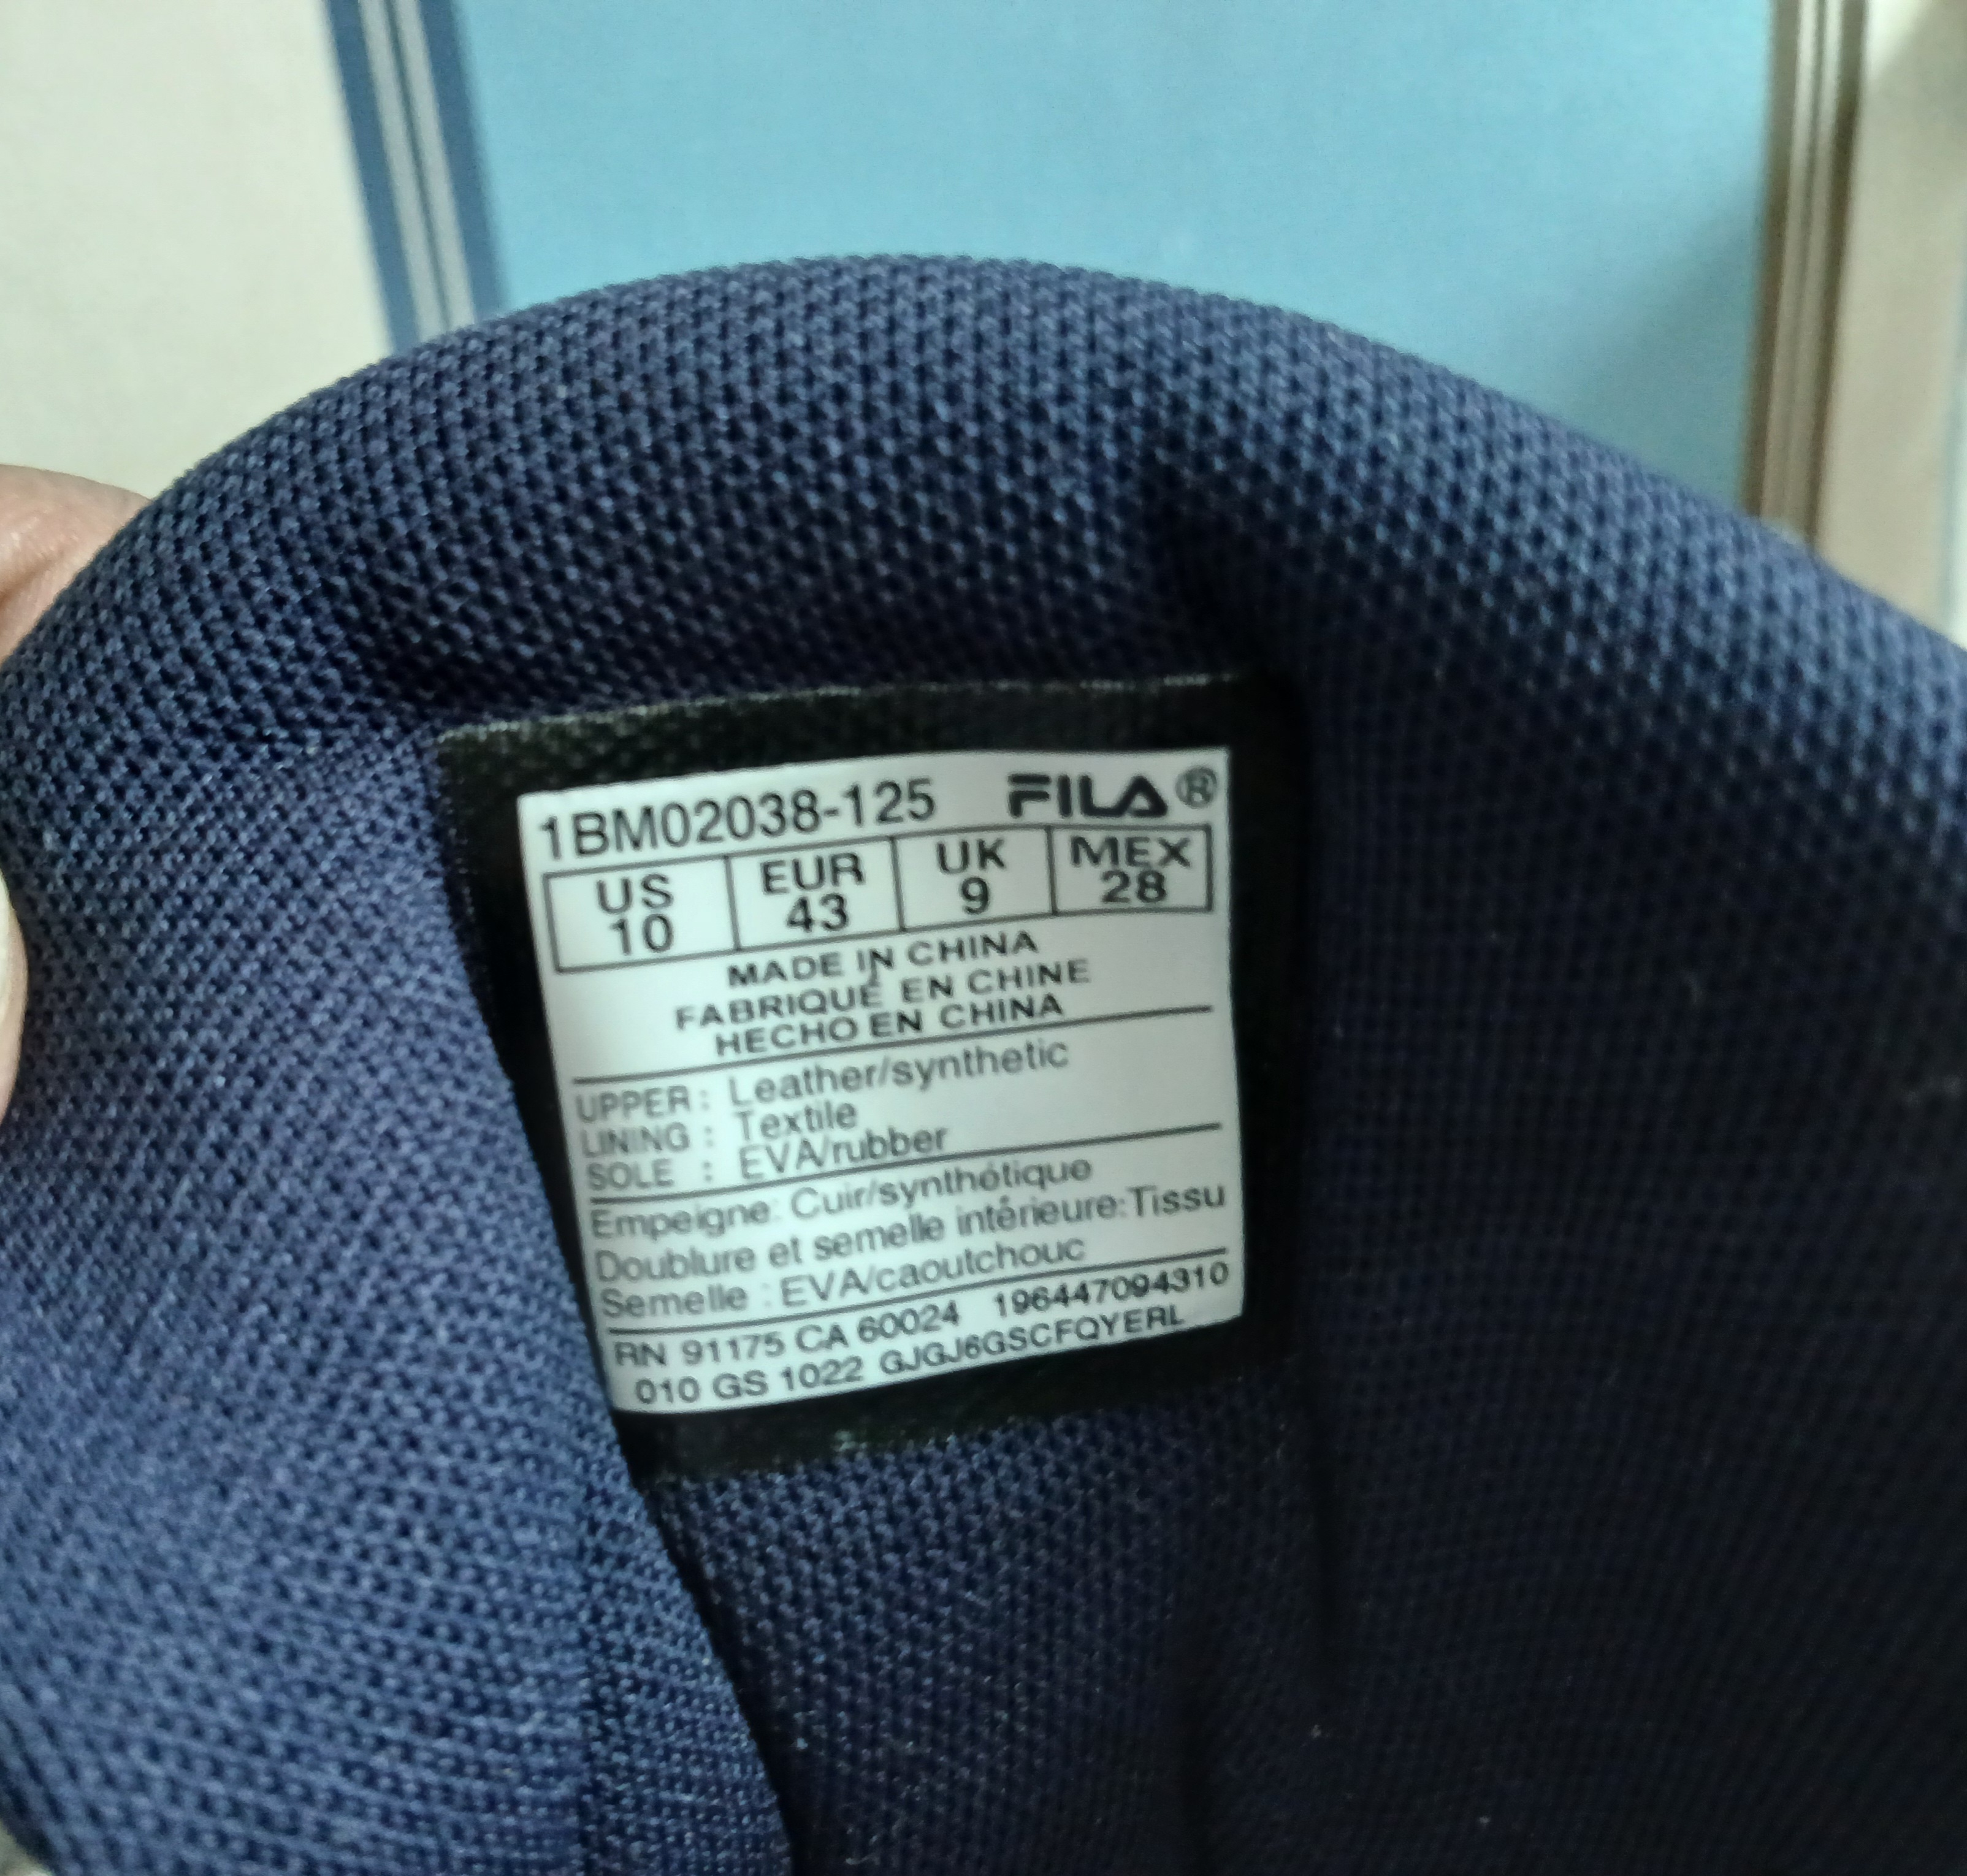 1BM02038-125 FILA®
US EUR UK MEX
10 43 9 28
MADE IN CHINA
FABRIQUÉ EN CHINE
HECHO EN CHINA
UPPER : Leather/synthetic
LINING : Textile
SOLE : EVA/rubber
Empeigne: Cuir/synthétique
Doublure et semelle intérieure:Tissu
Semelle : EVA/caoutchouc
RN 91175 CA 60024 196447094310
010 GS 1022 GJGJ6GSCFQYERL